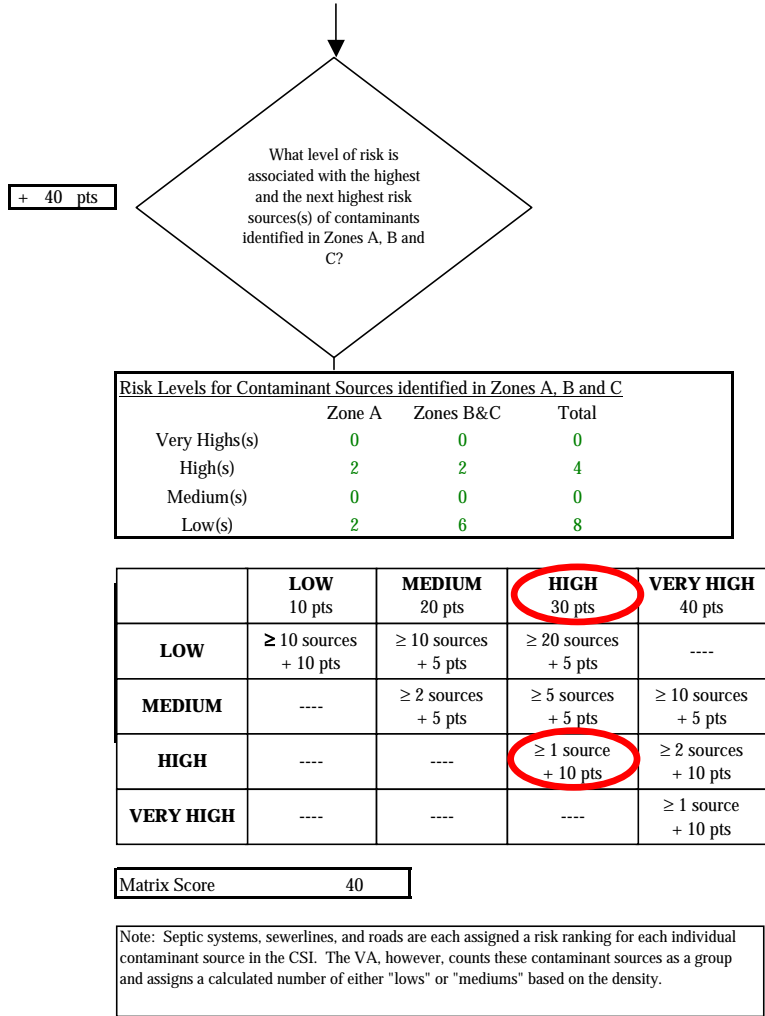 What level of risk is
associated with the highest
and the next highest risk
sources(s) of contaminants
identified in Zones A, B and
C?
+ 40 pts
Risk Levels for Contaminant Sources identified in Zones A, B and C
Zone A Zones B&C Total
Very Highs(s) 0 0 0
High(s) 2 2 4
Medium(s) 0 0 0
Low(s) 2 6 8
LOW MEDIUM HIGH VERY HIGH
10 pts 20 pts 30 pts 40 pts
LOW ≥ 10 sources + 10 pts ≥ 10 sources + 5 pts ≥ 20 sources + 5 pts ----
MEDIUM ---- ≥ 2 sources + 5 pts ≥ 5 sources + 5 pts ≥ 10 sources + 5 pts
HIGH ---- ---- ≥ 1 source + 10 pts ≥ 2 sources + 10 pts
VERY HIGH ---- ---- ---- ≥ 1 source + 10 pts
Matrix Score 40
Note: Septic systems, sewerlines, and roads are each assigned a risk ranking for each individual
contaminant source in the CSI. The VA, however, counts these contaminant sources as a group
and assigns a calculated number of either "lows" or "mediums" based on the density.